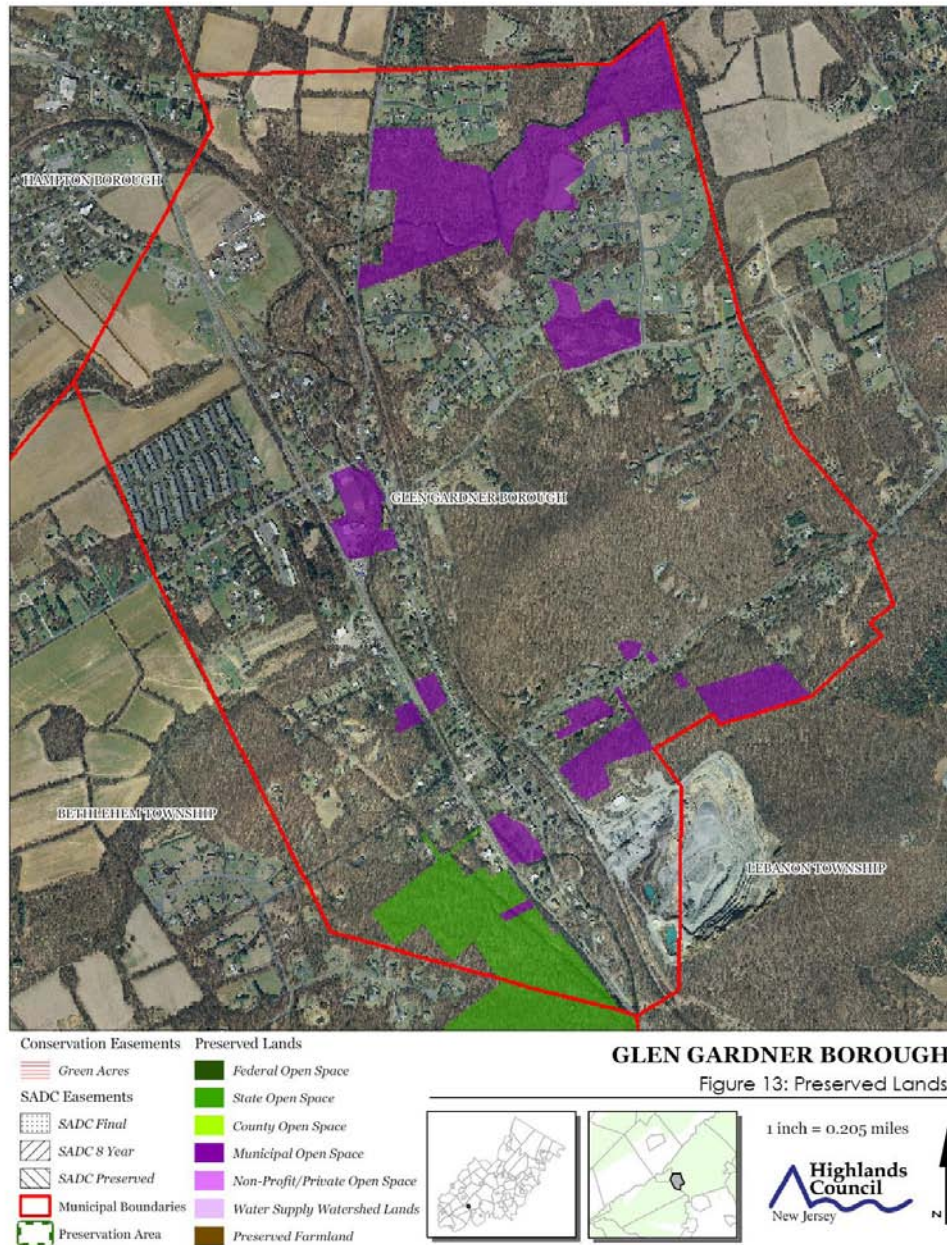 HAMPTON BOROUGH
GLEN GARDNER BOROUGH
BETHLEHEM TOWNSHIP
LEBANON TOWNSHIP
Conservation Easements
Green Acres
SADC Easements
SADC Final
SADC 8 Year
SADC Preserved
Municipal Boundaries
Preservation Area
Preserved Lands
Federal Open Space
State Open Space
County Open Space
Municipal Open Space
Non-Profit/Private Open Space
Water Supply Watershed Lands
Preserved Farmland
GLEN GARDNER BOROUGH
Figure 13: Preserved Lands
1 inch = 0.205 miles
Highlands
Council
New Jersey
N